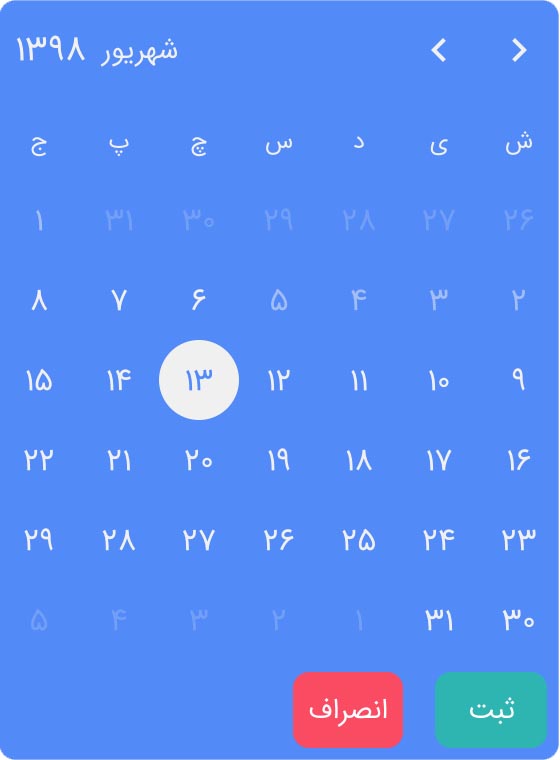 شهریور ۱۳۹۸
ش ی د س چ پ ج
۲۶ ۲۷ ۲۸ ۲۹ ۳۰ ۳۱ ۱
۲ ۳ ۴ ۵ ۶ ۷ ۸
۹ ۱۰ ۱۱ ۱۲ ۱۳ ۱۴ ۱۵
۱۶ ۱۷ ۱۸ ۱۹ ۲۰ ۲۱ ۲۲
۲۳ ۲۴ ۲۵ ۲۶ ۲۷ ۲۸ ۲۹
۳۰ ۳۱ ۱ ۲ ۳ ۴ ۵
ثبت انصراف